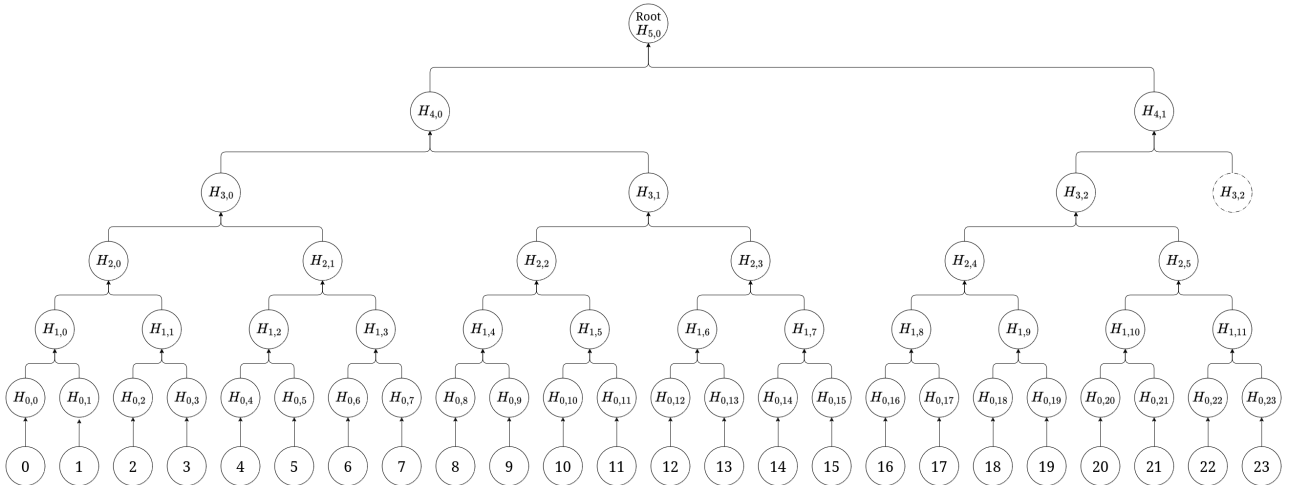 Root
H5,0
H4,0
H4,1
H3,0
H3,1
H3,2
H3,2
H2,0
H2,1
H2,2
H2,3
H2,4
H2,5
H1,0
H1,1
H1,2
H1,3
H1,4
H1,5
H1,6
H1,7
H1,8
H1,9
H1,10
H1,11
H0,0
H0,1
H0,2
H0,3
H0,4
H0,5
H0,6
H0,7
H0,8
H0,9
H0,10
H0,11
H0,12
H0,13
H0,14
H0,15
H0,16
H0,17
H0,18
H0,19
H0,20
H0,21
H0,22
H0,23
0
1
2
3
4
5
6
7
8
9
10
11
12
13
14
15
16
17
18
19
20
21
22
23